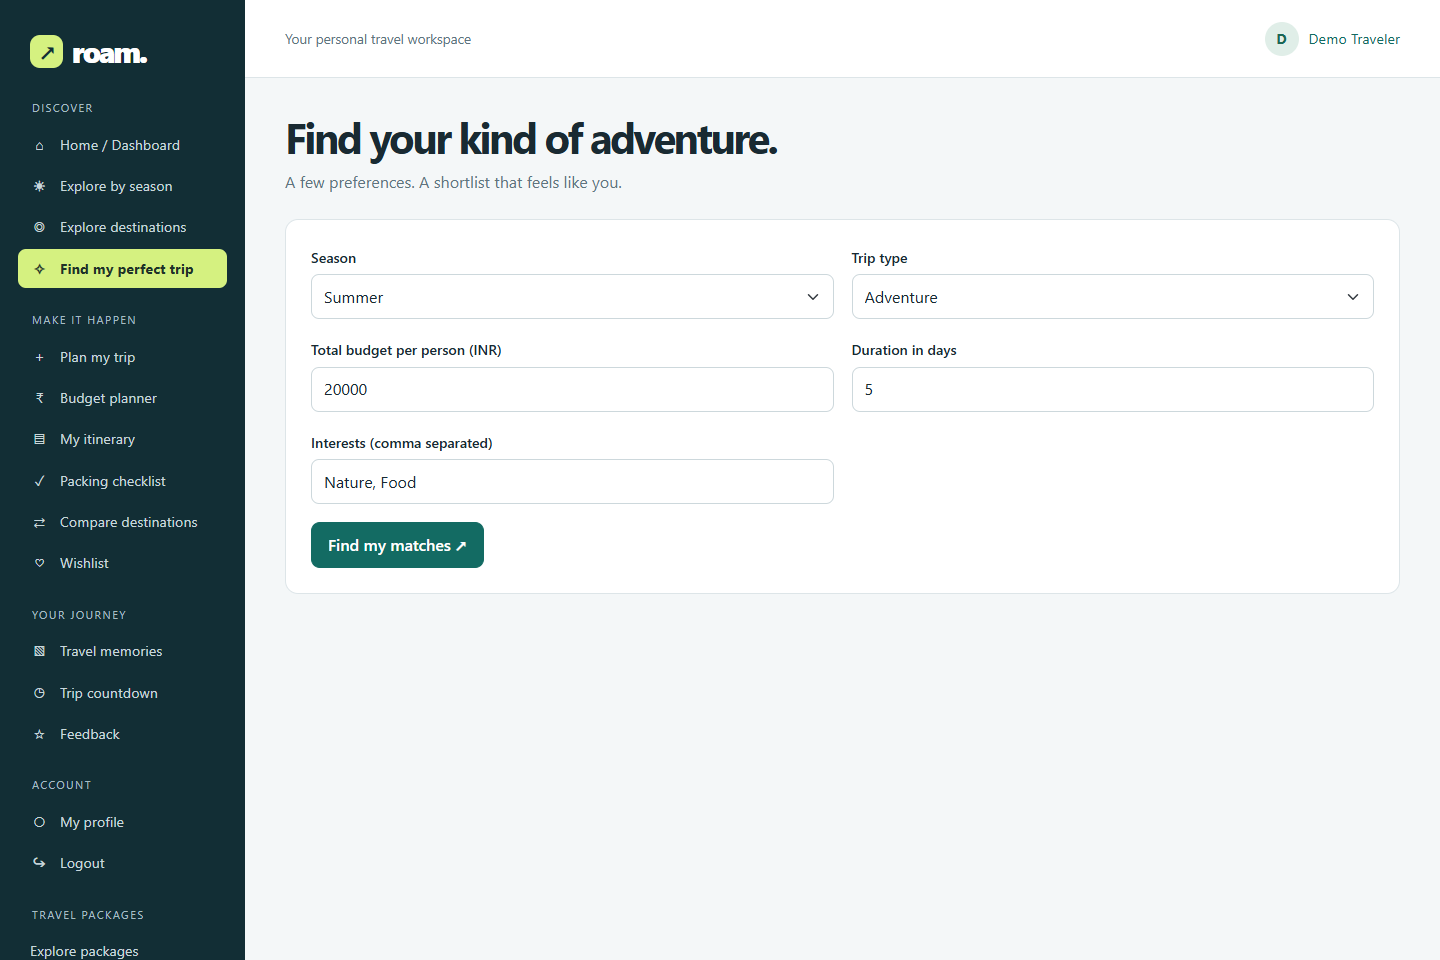 roam.
DISCOVER
Home / Dashboard
Explore by season
Explore destinations
Find my perfect trip
MAKE IT HAPPEN
Plan my trip
₹ Budget planner
My itinerary
Packing checklist
Compare destinations
Wishlist
YOUR JOURNEY
Travel memories
Trip countdown
Feedback
ACCOUNT
My profile
Logout
TRAVEL PACKAGES
Explore packages
Your personal travel workspace
D Demo Traveler
Find your kind of adventure.
A few preferences. A shortlist that feels like you.
Season
Summer
Trip type
Adventure
Total budget per person (INR)
20000
Duration in days
5
Interests (comma separated)
Nature, Food
Find my matches ↗